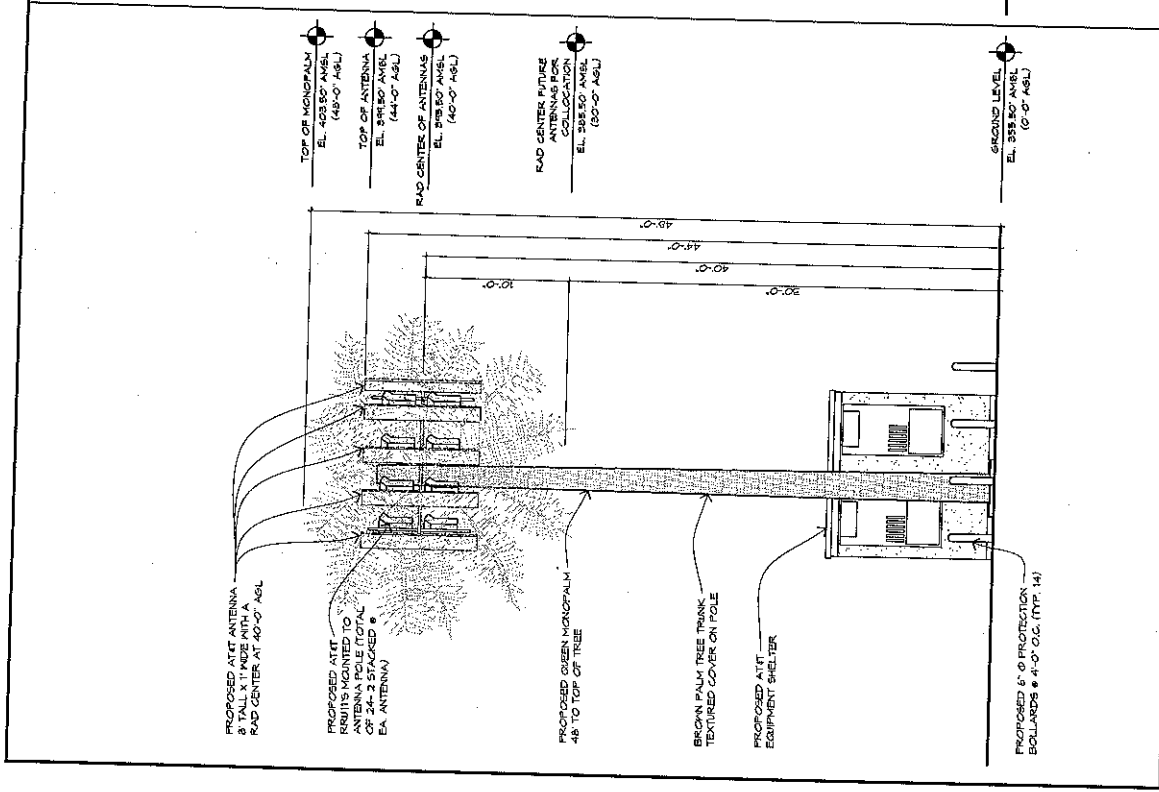 PROPOSED AT&T ANTENNA
8' TALL X 1' WIDE WITH A
RAD CENTER AT 40'-0" AGL
PROPOSED AT&T
RRU11'S MOUNTED TO
ANTENNA POLE (TOTAL
OF 24- 2 STACKED @
EA. ANTENNA)
PROPOSED QUEEN MONOPALM
48' TO TOP OF TREE
BROWN PALM TREE TRUNK
TEXTURED COVER ON POLE
PROPOSED AT&T
EQUIPMENT SHELTER
PROPOSED 6" Φ PROTECTION
BOLLARDS @ 4'-0" O.C. (TYP. 14)
10'-0"
30'-0"
40'-0"
44'-0"
48'-0"
TOP OF MONOPALM
EL. 403.50' AMSL
(48'-0" AGL)
TOP OF ANTENNA
EL. 399.50' AMSL
(44'-0" AGL)
RAD CENTER OF ANTENNAS
EL. 395.50' AMSL
(40'-0" AGL)
RAD CENTER FUTURE
ANTENNAS FOR
COLLOCATION
EL. 385.50' AMSL
(30'-0" AGL)
GROUND LEVEL
EL. 355.50' AMSL
(0'-0" AGL)